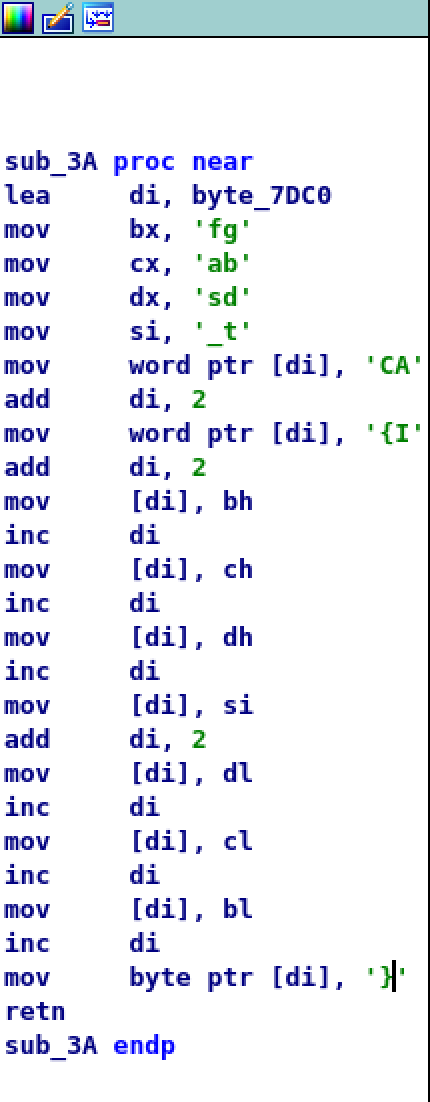 sub_3A proc near
lea di, byte_7DC0
mov bx, 'fg'
mov cx, 'ab'
mov dx, 'sd'
mov si, '_t'
mov word ptr [di], 'CA'
add di, 2
mov word ptr [di], '{I'
add di, 2
mov [di], bh
inc di
mov [di], ch
inc di
mov [di], dh
inc di
mov [di], si
add di, 2
mov [di], dl
inc di
mov [di], cl
inc di
mov [di], bl
inc di
mov byte ptr [di], '}'
retn
sub_3A endp